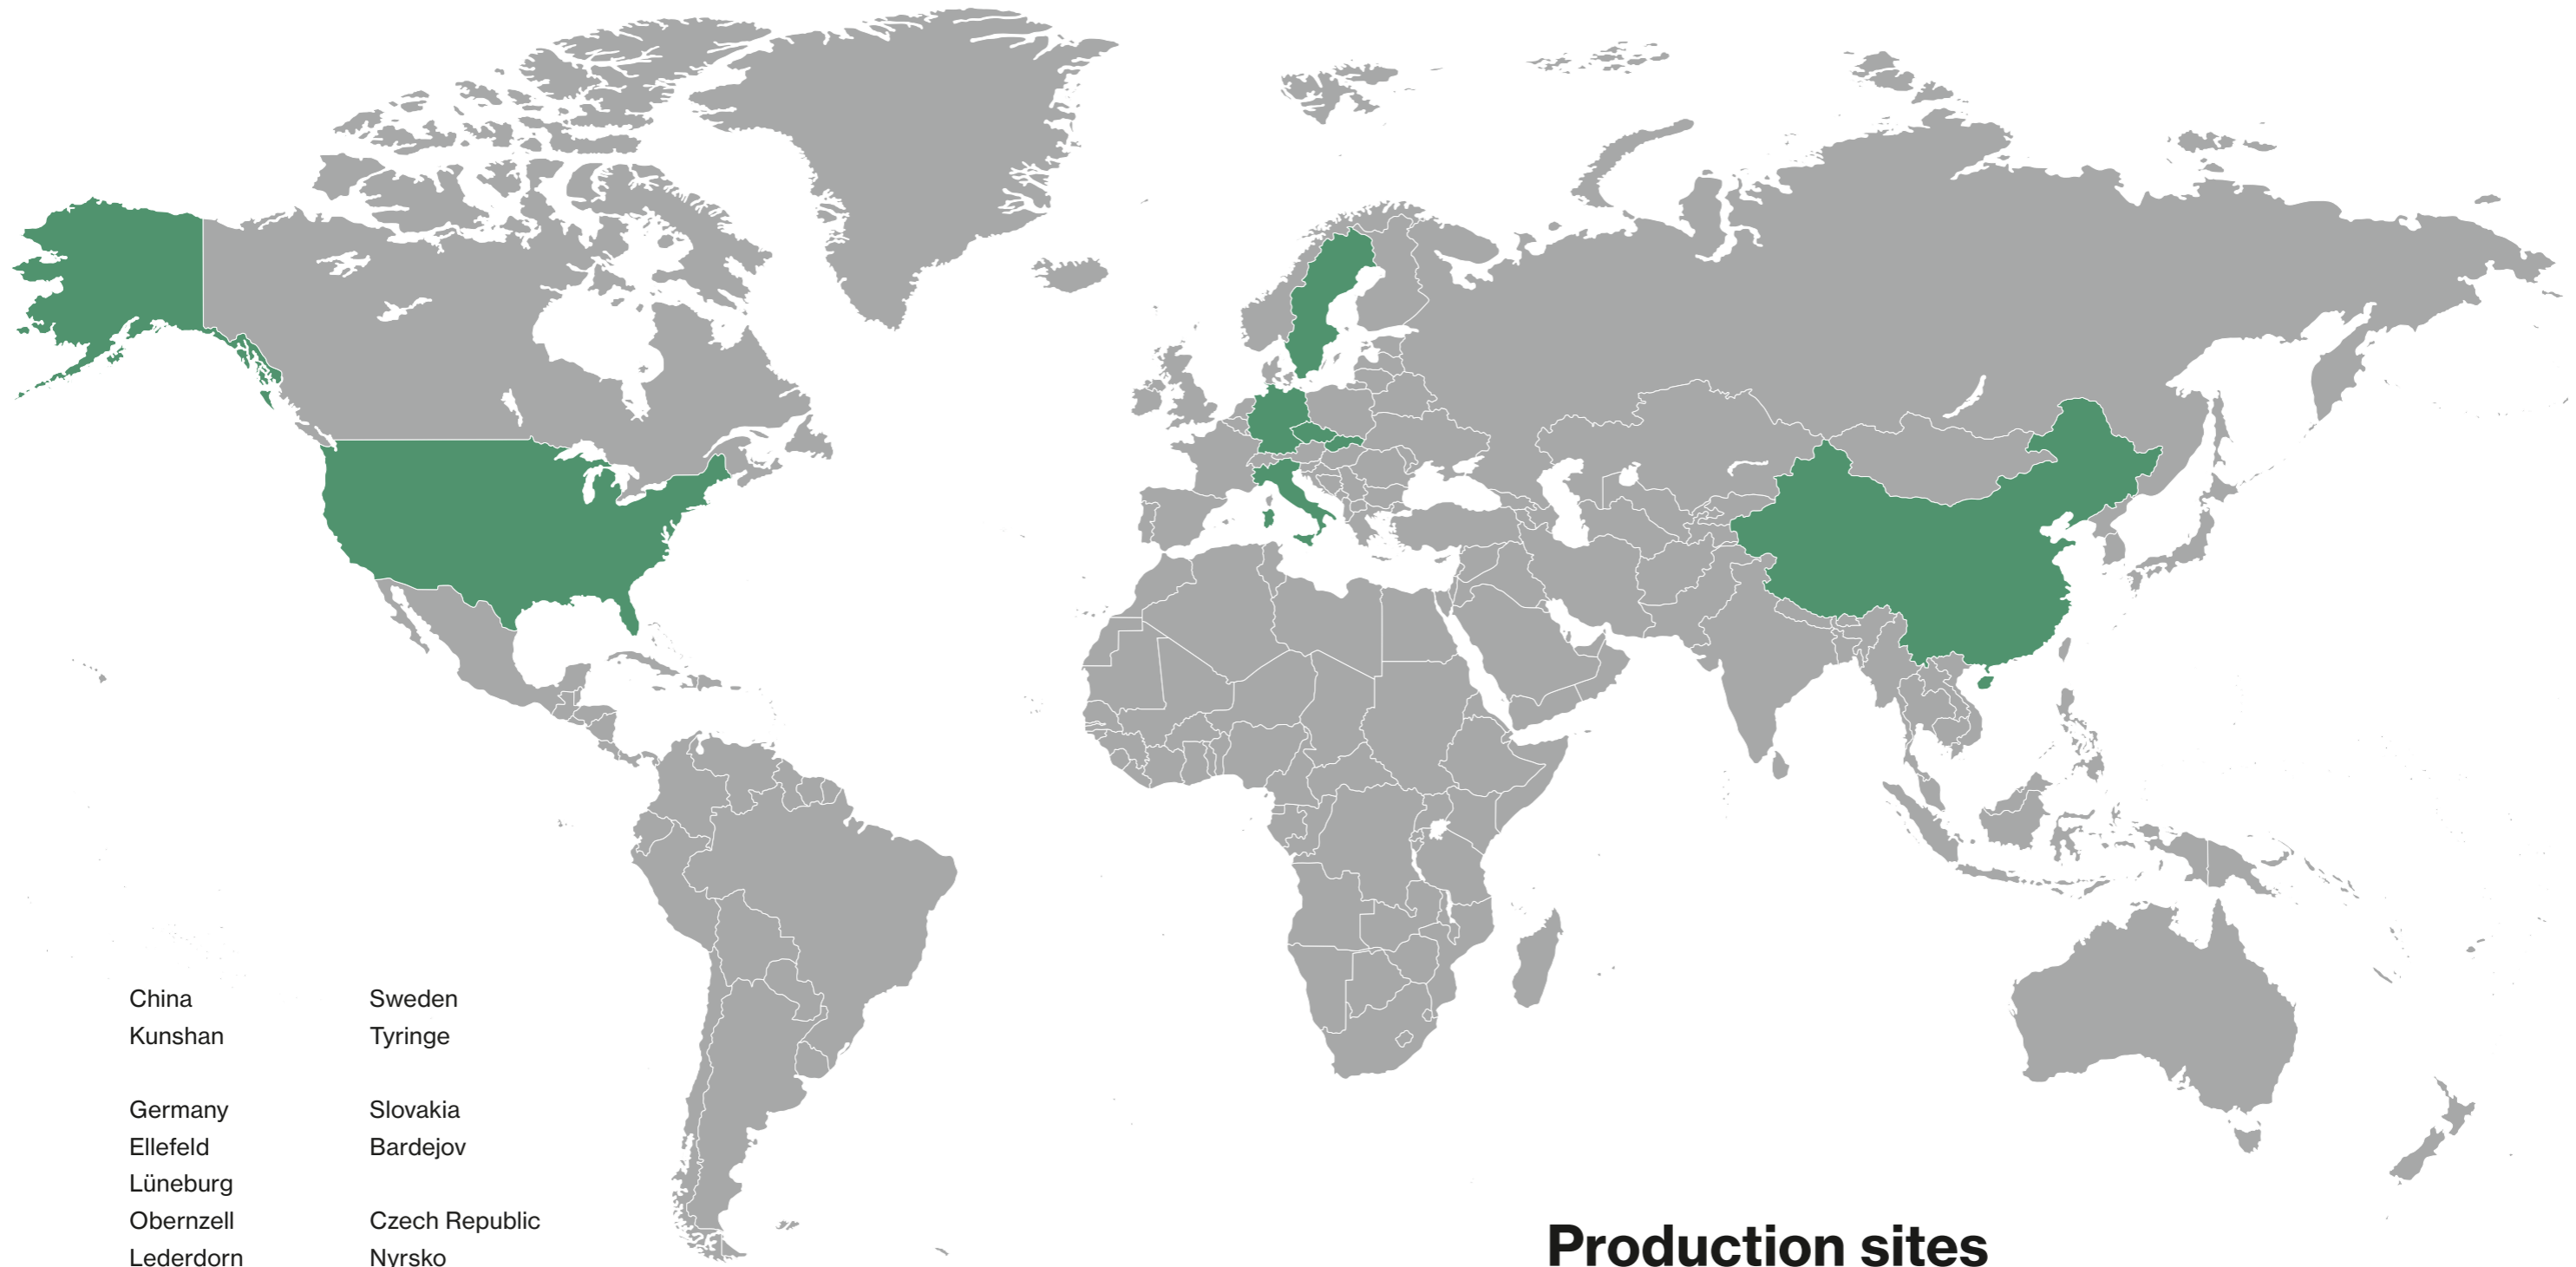 China
Kunshan
Germany
Ellefeld
Lüneburg
Obernzell
Lederdorn
Sweden
Tyringe
Slovakia
Bardejov
Czech Republic
Nyrsko
Production sites